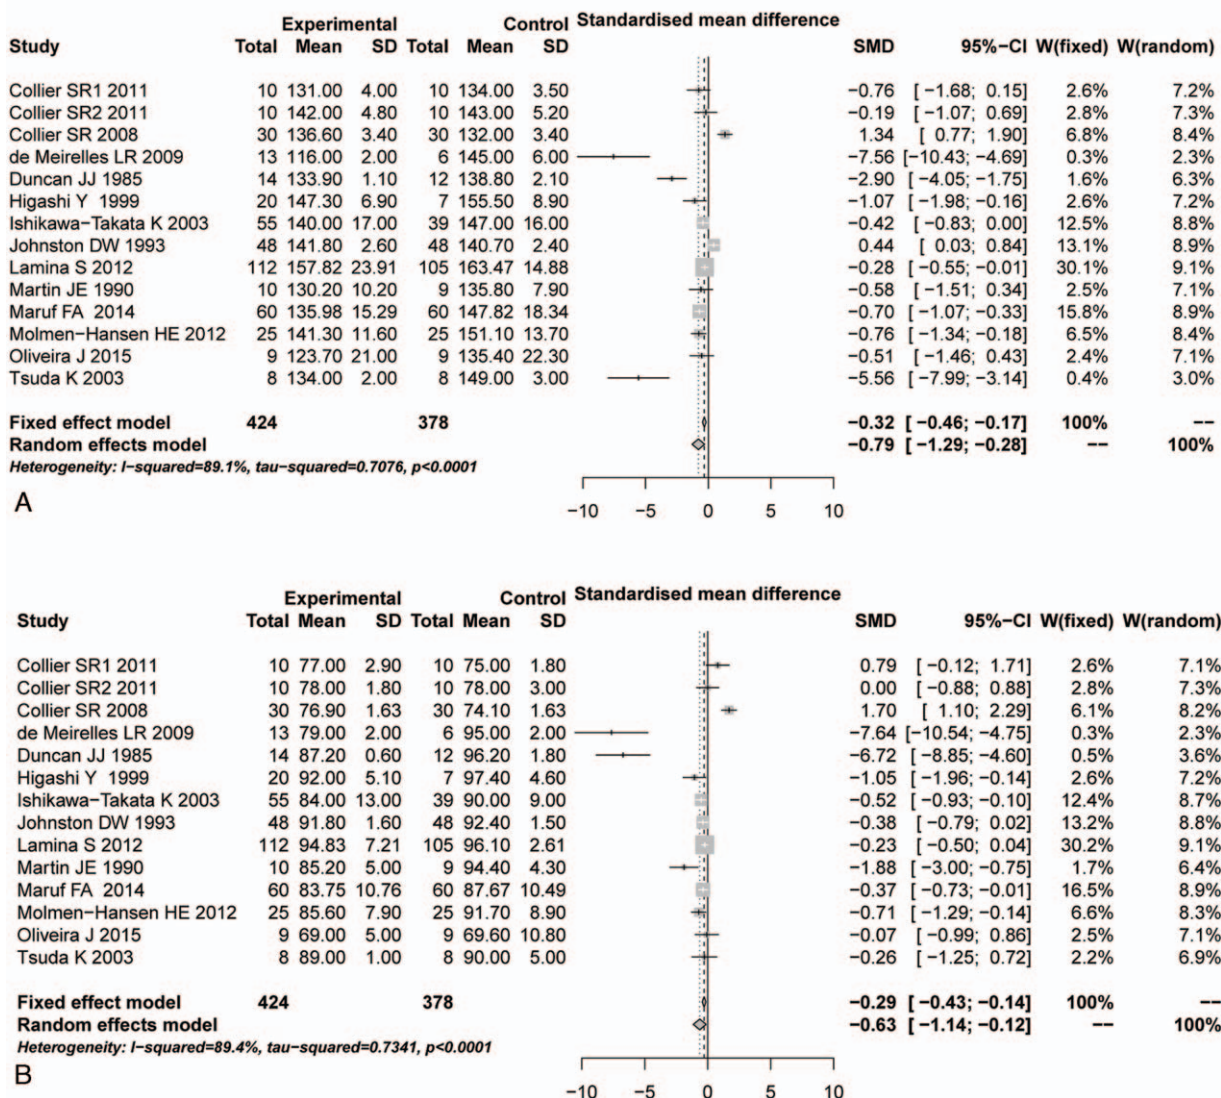 Experimental Control Standardised mean difference
Study Total Mean SD Total Mean SD SMD 95%−CI W(fixed) W(random)
Collier SR1 2011 10 131.00 4.00 10 134.00 3.50 −0.76 [ −1.68; 0.15] 2.6% 7.2%
Collier SR2 2011 10 142.00 4.80 10 143.00 5.20 −0.19 [ −1.07; 0.69] 2.8% 7.3%
Collier SR 2008 30 136.60 3.40 30 132.00 3.40 1.34 [ 0.77; 1.90] 6.8% 8.4%
de Meirelles LR 2009 13 116.00 2.00 6 145.00 6.00 −7.56 [−10.43; −4.69] 0.3% 2.3%
Duncan JJ 1985 14 133.90 1.10 12 138.80 2.10 −2.90 [ −4.05; −1.75] 1.6% 6.3%
Higashi Y 1999 20 147.30 6.90 7 155.50 8.90 −1.07 [ −1.98; −0.16] 2.6% 7.2%
Ishikawa−Takata K 2003 55 140.00 17.00 39 147.00 16.00 −0.42 [ −0.83; 0.00] 12.5% 8.8%
Johnston DW 1993 48 141.80 2.60 48 140.70 2.40 0.44 [ 0.03; 0.84] 13.1% 8.9%
Lamina S 2012 112 157.82 23.91 105 163.47 14.88 −0.28 [ −0.55; −0.01] 30.1% 9.1%
Martin JE 1990 10 130.20 10.20 9 135.80 7.90 −0.58 [ −1.51; 0.34] 2.5% 7.1%
Maruf FA 2014 60 135.98 15.29 60 147.82 18.34 −0.70 [ −1.07; −0.33] 15.8% 8.9%
Molmen−Hansen HE 2012 25 141.30 11.60 25 151.10 13.70 −0.76 [ −1.34; −0.18] 6.5% 8.4%
Oliveira J 2015 9 123.70 21.00 9 135.40 22.30 −0.51 [ −1.46; 0.43] 2.4% 7.1%
Tsuda K 2003 8 134.00 2.00 8 149.00 3.00 −5.56 [ −7.99; −3.14] 0.4% 3.0%
Fixed effect model 424 378 −0.32 [ −0.46; −0.17] 100% −−
Random effects model −0.79 [ −1.29; −0.28] −− 100%
Heterogeneity: I−squared=89.1%, tau−squared=0.7076, p<0.0001
A
−10 −5 0 5 10
Experimental Control Standardised mean difference
Study Total Mean SD Total Mean SD SMD 95%−CI W(fixed) W(random)
Collier SR1 2011 10 77.00 2.90 10 75.00 1.80 0.79 [ −0.12; 1.71] 2.6% 7.1%
Collier SR2 2011 10 78.00 1.80 10 78.00 3.00 0.00 [ −0.88; 0.88] 2.8% 7.3%
Collier SR 2008 30 76.90 1.63 30 74.10 1.63 1.70 [ 1.10; 2.29] 6.1% 8.2%
de Meirelles LR 2009 13 79.00 2.00 6 95.00 2.00 −7.64 [−10.54; −4.75] 0.3% 2.3%
Duncan JJ 1985 14 87.20 0.60 12 96.20 1.80 −6.72 [ −8.85; −4.60] 0.5% 3.6%
Higashi Y 1999 20 92.00 5.10 7 97.40 4.60 −1.05 [ −1.96; −0.14] 2.6% 7.2%
Ishikawa−Takata K 2003 55 84.00 13.00 39 90.00 9.00 −0.52 [ −0.93; −0.10] 12.4% 8.7%
Johnston DW 1993 48 91.80 1.60 48 92.40 1.50 −0.38 [ −0.79; 0.02] 13.2% 8.8%
Lamina S 2012 112 94.83 7.21 105 96.10 2.61 −0.23 [ −0.50; 0.04] 30.2% 9.1%
Martin JE 1990 10 85.20 5.00 9 94.40 4.30 −1.88 [ −3.00; −0.75] 1.7% 6.4%
Maruf FA 2014 60 83.75 10.76 60 87.67 10.49 −0.37 [ −0.73; −0.01] 16.5% 8.9%
Molmen−Hansen HE 2012 25 85.60 7.90 25 91.70 8.90 −0.71 [ −1.29; −0.14] 6.6% 8.3%
Oliveira J 2015 9 69.00 5.00 9 69.60 10.80 −0.07 [ −0.99; 0.86] 2.5% 7.1%
Tsuda K 2003 8 89.00 1.00 8 90.00 5.00 −0.26 [ −1.25; 0.72] 2.2% 6.9%
Fixed effect model 424 378 −0.29 [ −0.43; −0.14] 100% −−
Random effects model −0.63 [ −1.14; −0.12] −− 100%
Heterogeneity: I−squared=89.4%, tau−squared=0.7341, p<0.0001
B
−10 −5 0 5 10